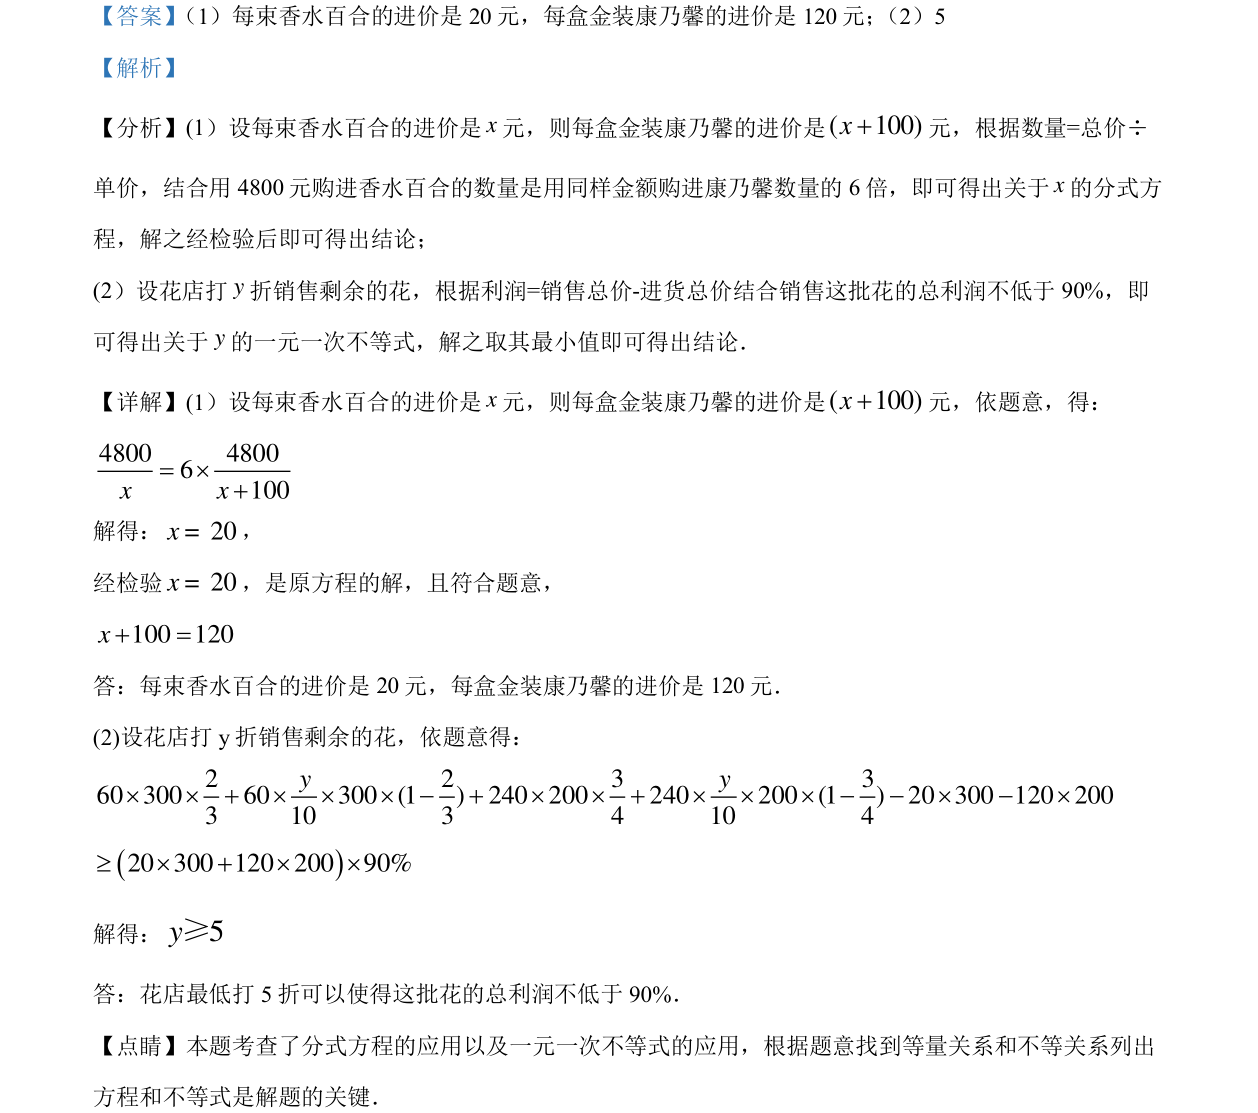 【答案】（1）每束香水百合的进价是 20 元，每盒金装康乃馨的进价是 120 元；（2）5
【解析】
【分析】(1）设每束香水百合的进价是 x 元，则每盒金装康乃馨的进价是 (x+100) 元，根据数量=总价÷
单价，结合用 4800 元购进香水百合的数量是用同样金额购进康乃馨数量的 6 倍，即可得出关于 x 的分式方
程，解之经检验后即可得出结论；
(2）设花店打 y 折销售剩余的花，根据利润=销售总价-进货总价结合销售这批花的总利润不低于 90%，即
可得出关于 y 的一元一次不等式，解之取其最小值即可得出结论．
【详解】(1）设每束香水百合的进价是 x 元，则每盒金装康乃馨的进价是 (x+100) 元，依题意，得：
4800/x = 6× 4800/(x+100)
解得： x = 20，
经检验 x = 20，是原方程的解，且符合题意，
x+100=120
答：每束香水百合的进价是 20 元，每盒金装康乃馨的进价是 120 元．
(2)设花店打 y 折销售剩余的花，依题意得：
60×300×2/3+60×y/10×300×(1−2/3)+240×200×3/4+240×y/10×200×(1−3/4)−20×300−120×200
≥(20×300+120×200)×90%
解得： y⩾5
答：花店最低打 5 折可以使得这批花的总利润不低于 90%．
【点睛】本题考查了分式方程的应用以及一元一次不等式的应用，根据题意找到等量关系和不等关系列出
方程和不等式是解题的关键．